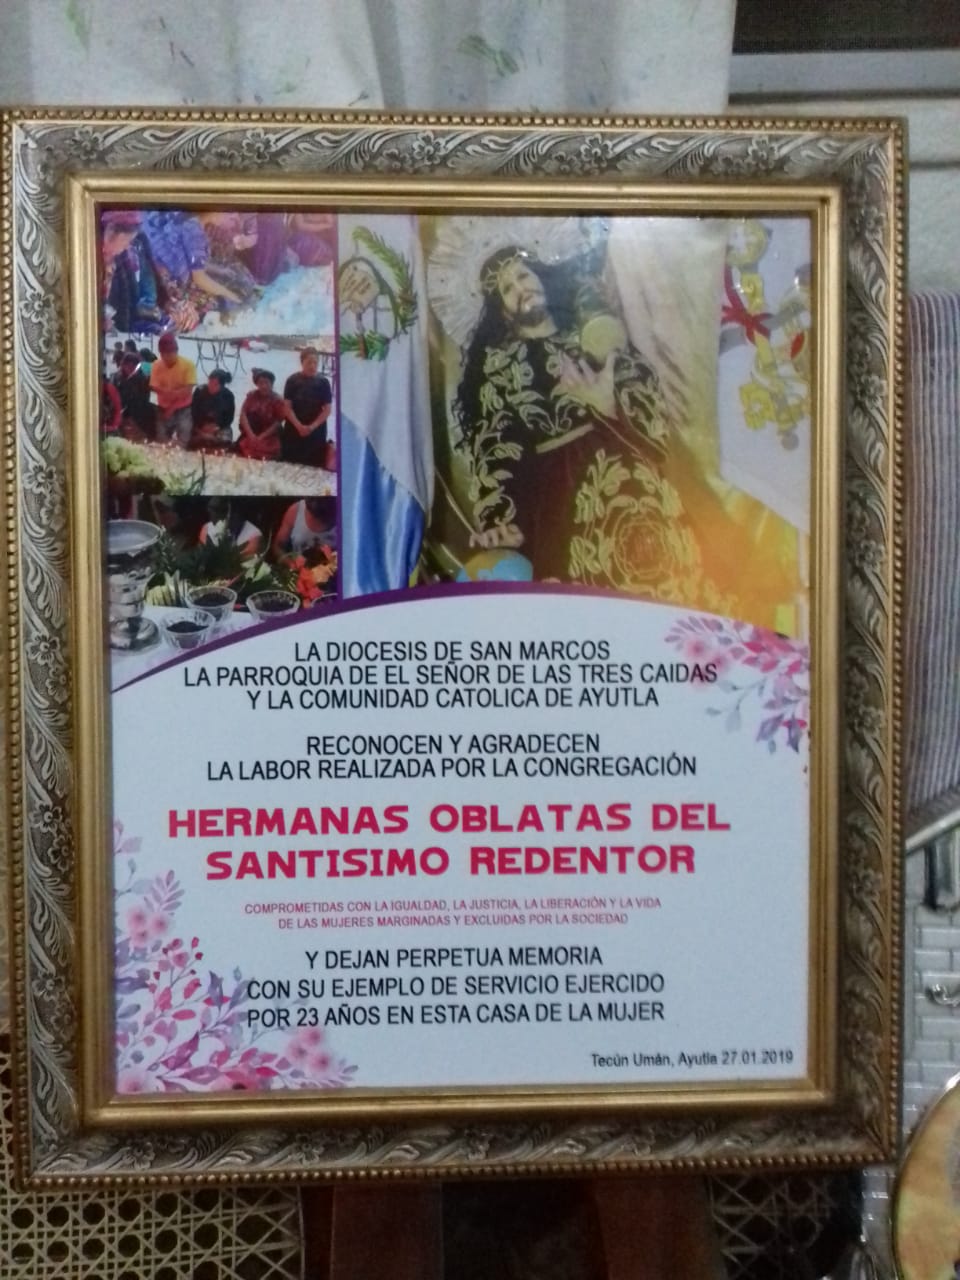 LA DIOCESIS DE SAN MARCOS
LA PARROQUIA DE EL SEÑOR DE LAS TRES CAIDAS
Y LA COMUNIDAD CATOLICA DE AYUTLA
RECONOCEN Y AGRADECEN
LA LABOR REALIZADA POR LA CONGREGACIÓN
HERMANAS OBLATAS DEL
SANTISIMO REDENTOR
COMPROMETIDAS CON LA IGUALDAD, LA JUSTICIA, LA LIBERACIÓN Y LA VIDA
DE LAS MUJERES MARGINADAS Y EXCLUIDAS POR LA SOCIEDAD
Y DEJAN PERPETUA MEMORIA
CON SU EJEMPLO DE SERVICIO EJERCIDO
POR 23 AÑOS EN ESTA CASA DE LA MUJER
Tecún Umán, Ayutla 27.01.2019